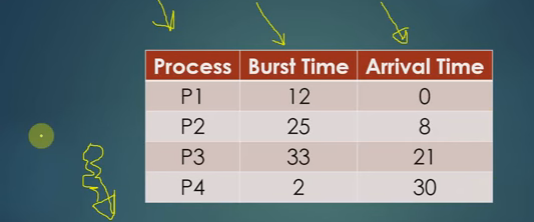 Process Burst Time Arrival Time
P1 12 0
P2 25 8
P3 33 21
P4 2 30